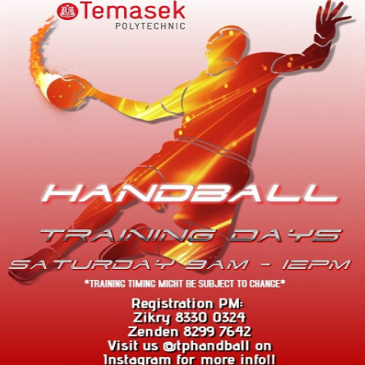 Temasek
POLYTECHNIC
HANDBALL
TRAINING DAYS
SATURDAY 9AM - 12PM
*TRAINING TIMING MIGHT BE SUBJECT TO CHANGE*
Registration PM:
Zikry 8330 0324
Zenden 8299 7642
Visit us @tphandball on
Instagram for more info!!